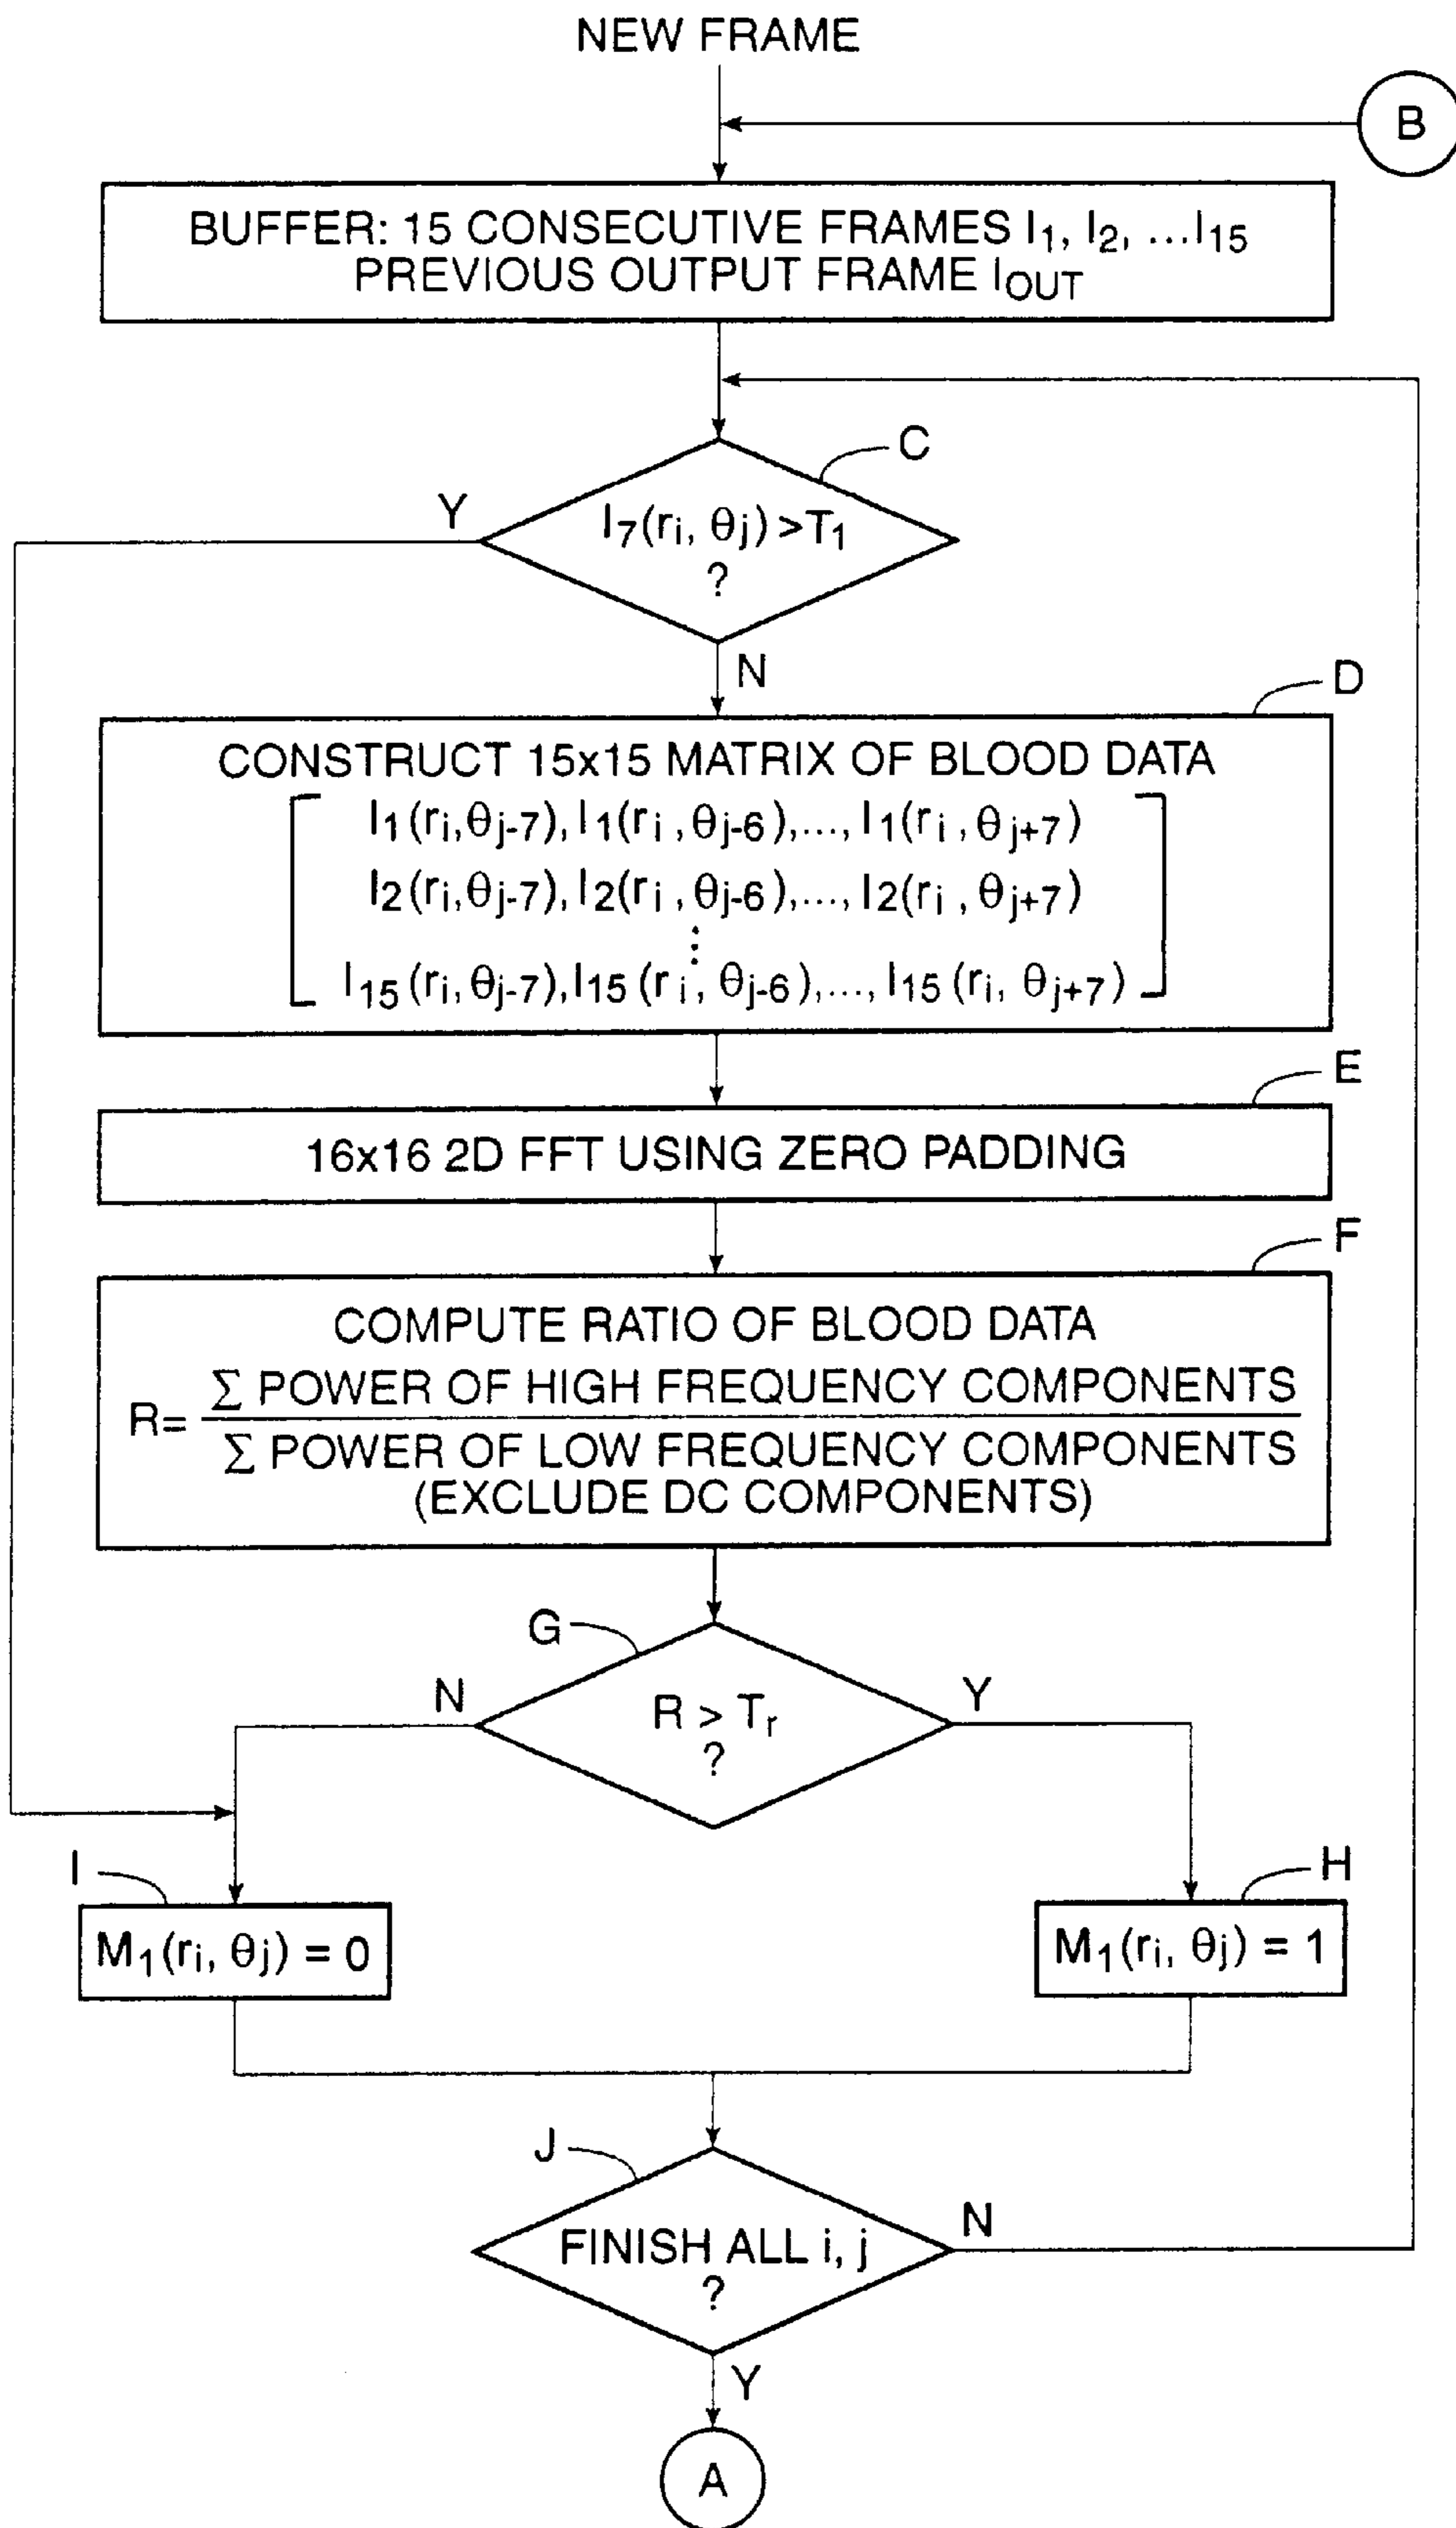 NEW FRAME
B
BUFFER: 15 CONSECUTIVE FRAMES I₁, I₂, ...I₁₅
PREVIOUS OUTPUT FRAME I_OUT
C
Y
I₇(rᵢ, θⱼ) >T₁
?
N
D
CONSTRUCT 15x15 MATRIX OF BLOOD DATA
I₁(rᵢ,θⱼ₋₇), I₁(rᵢ ,θⱼ₋₆),..., I₁(rᵢ , θⱼ₊₇)
I₂(rᵢ,θⱼ₋₇), I₂(rᵢ ,θⱼ₋₆),..., I₂(rᵢ , θⱼ₊₇)
⋮
I₁₅(rᵢ,θⱼ₋₇), I₁₅(rᵢ, θⱼ₋₆),..., I₁₅(rᵢ, θⱼ₊₇)
E
16x16 2D FFT USING ZERO PADDING
F
COMPUTE RATIO OF BLOOD DATA
Σ POWER OF HIGH FREQUENCY COMPONENTS
R=
Σ POWER OF LOW FREQUENCY COMPONENTS
(EXCLUDE DC COMPONENTS)
G
N
Y
R > Tᵣ
?
I
H
M₁(rᵢ, θⱼ) = 0
M₁(rᵢ, θⱼ) = 1
J
N
FINISH ALL i, j
?
Y
A